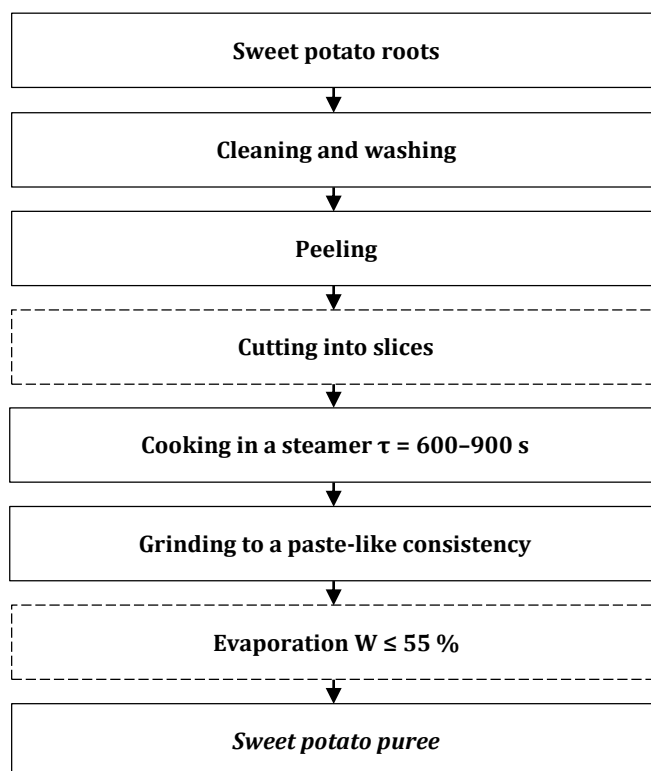 Sweet potato roots
Cleaning and washing
Peeling
Cutting into slices
Cooking in a steamer τ = 600–900 s
Grinding to a paste-like consistency
Evaporation W ≤ 55 %
Sweet potato puree